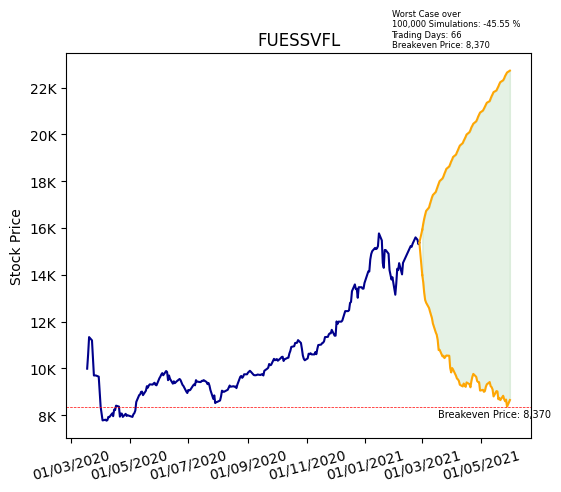 Worst Case over
100,000 Simulations: -45.55 %
Trading Days: 66
Breakeven Price: 8,370
FUESSVFL
Stock Price
22K
20K
18K
16K
14K
12K
10K
8K
Breakeven Price: 8,370
01/03/2020
01/05/2020
01/07/2020
01/09/2020
01/11/2020
01/01/2021
01/03/2021
01/05/2021